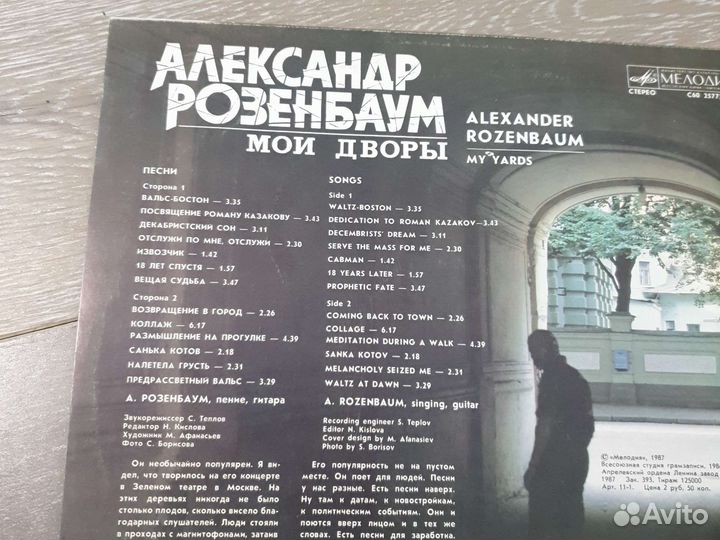 АЛЕКСАНДР
РОЗЕНБАУМ
МОИ ДВОРЫ
ALEXANDER
ROZENBAUM
MY YARDS
МЕЛОДИ
СТЕРЕО
С60 2577
ПЕСНИ
Сторона 1
ВАЛЬС-БОСТОН — 3.35
ПОСВЯЩЕНИЕ РОМАНУ КАЗАКОВУ — 3.43
ДЕКАБРИСТСКИЙ СОН — 3.11
ОТСЛУЖИ ПО МНЕ, ОТСЛУЖИ — 2.30
ИЗВОЗЧИК — 1.42
18 ЛЕТ СПУСТЯ — 1.57
ВЕЩАЯ СУДЬБА — 3.47
Сторона 2
ВОЗВРАЩЕНИЕ В ГОРОД — 2.26
КОЛЛАЖ — 6.17
РАЗМЫШЛЕНИЕ НА ПРОГУЛКЕ — 4.39
САНЬКА КОТОВ — 2.18
НАЛЕТЕЛА ГРУСТЬ — 2.31
ПРЕДРАССВЕТНЫЙ ВАЛЬС — 3.29
А. РОЗЕНБАУМ, пение, гитара
Звукорежиссер С. Теплов
Редактор Н. Кислова
Художник М. Афанасьев
Фото С. Борисова
SONGS
Side 1
WALTZ-BOSTON — 3.35
DEDICATION TO ROMAN KAZAKOV—3.43
DECEMBRISTS' DREAM — 3.11
SERVE THE MASS FOR ME — 2.30
CABMAN — 1.42
18 YEARS LATER — 1.57
PROPHETIC FATE — 3.47
Side 2
COMING BACK TO TOWN — 2.26
COLLAGE — 6.17
MEDITATION DURING A WALK — 4.39
SANKA KOTOV — 2.18
MELANCHOLY SEIZED ME — 2.31
WALTZ AT DAWN — 3.29
A. ROZENBAUM, singing, guitar
Recording engineer S. Teplov
Editor N. Kislova
Cover design by M. Afanasiev
Photo by S. Borisov
Он необычайно популярен. Я ви-
дел, что творилось на его концерте
в Зеленом театре в Москве. На
этих деревьях никогда не было
столько плодов, сколько висело бла-
годарных слушателей. Люди стояли
в проходах с магнитофонами, затаив
Его популярность не на пустом
месте. Он поет для людей. Песни
у нас разные. Есть песни наверх.
Ну там к датам, к новостройкам,
к политическим событиям. Они и
поются вверх лицом и в тех же
словах. Есть песни для заработка.
©«Мелодия», 1987
Всесоюзная студия грамзаписи, 198
Апрелевский ордена Ленина завод
1987 Зак. 393. Тираж 125000
Арт. 11-1. Цена 2 руб. 50 коп.
Avito